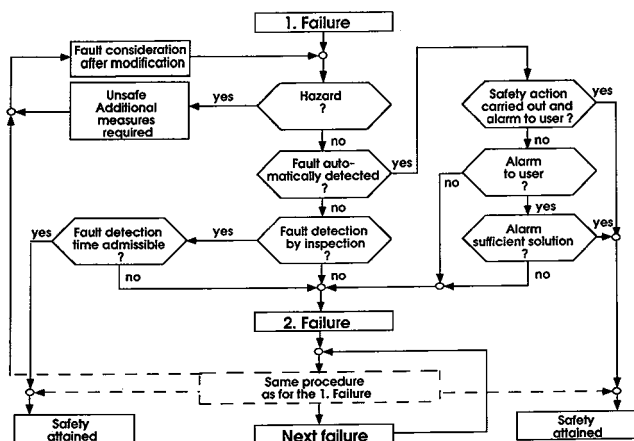 1. Failure
Fault consideration
after modification
Hazard
?
yes
Unsafe
Additional
measures
required
no
Safety action
carried out and
alarm to user ?
yes
no
Fault auto-
matically detected
?
yes
no
Alarm
to user
?
no
yes
Fault detection
by inspection
?
yes
no
Fault detection
time admissible
?
yes
no
Alarm
sufficient solution
?
yes
no
2. Failure
Same procedure
as for the 1. Failure
Safety
attained
Next failure
Safety
attained